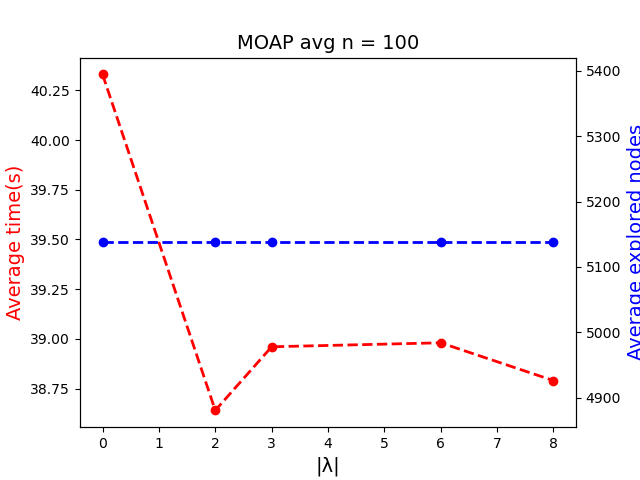 MOAP avg n = 100
Average time(s)
40.25
40.00
39.75
39.50
39.25
39.00
38.75
5400
5300
5200
5100
5000
4900
Average explored nodes
0 1 2 3 4 5 6 7 8
|λ|